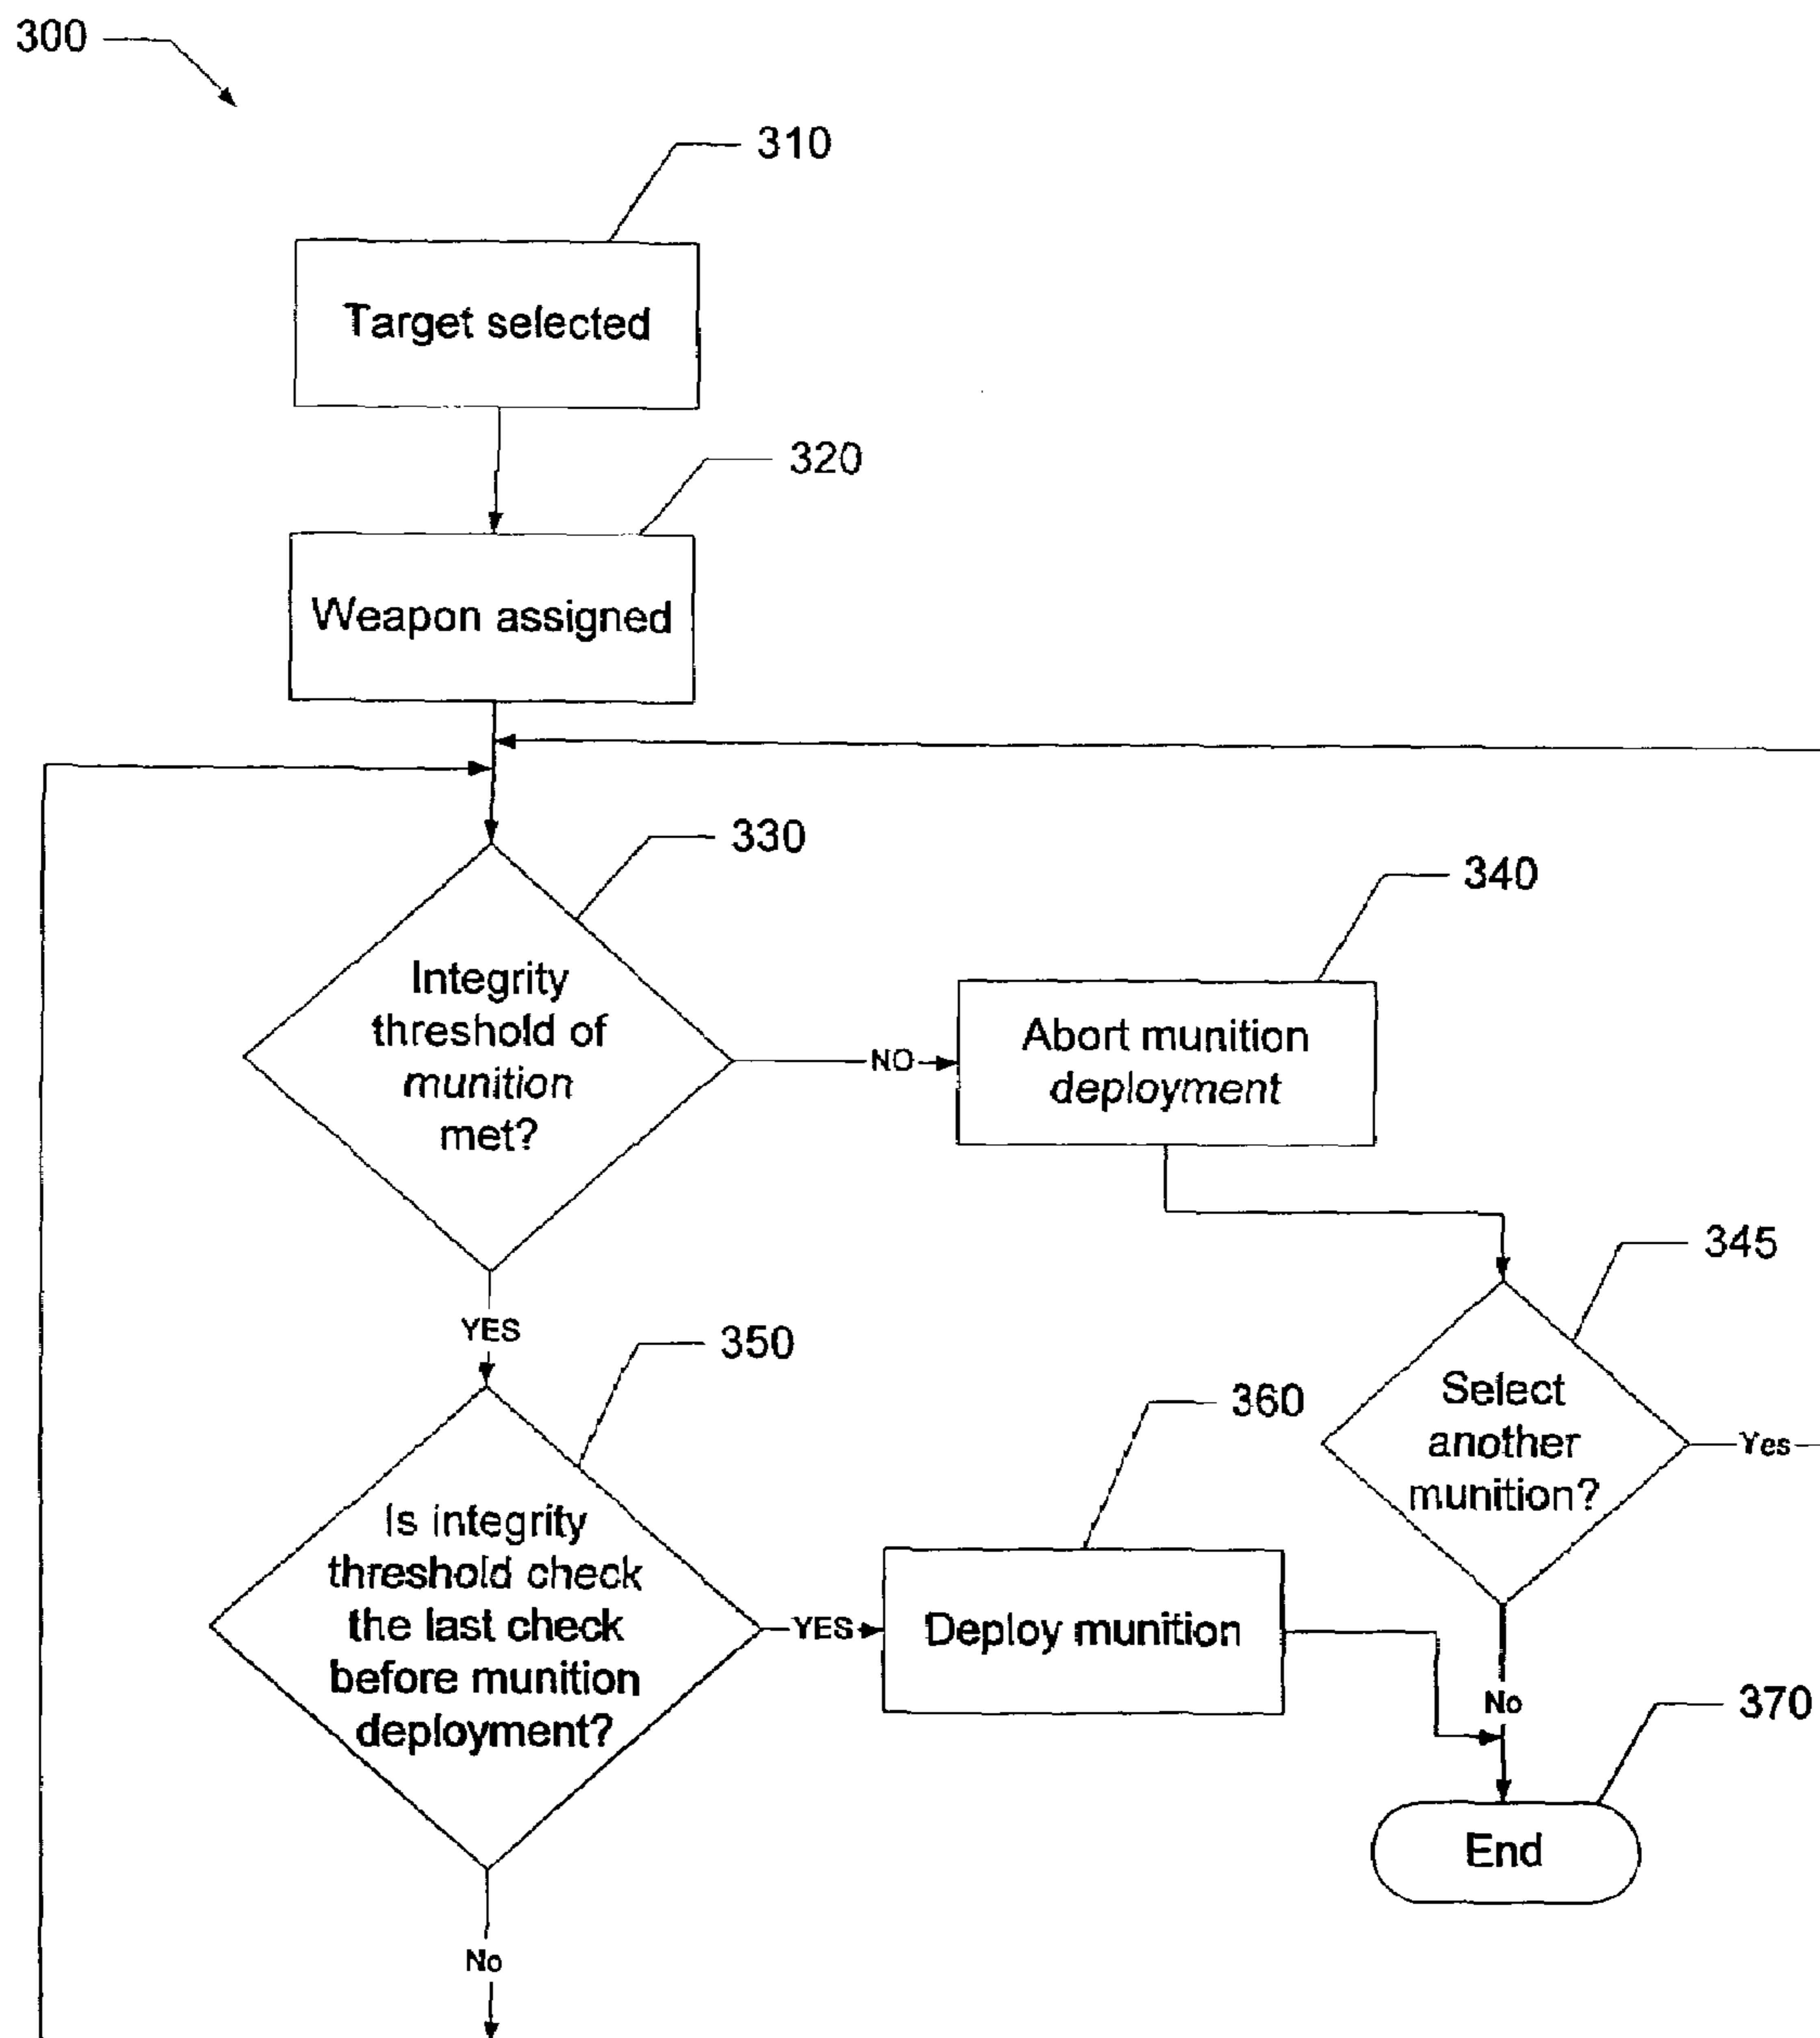 300
310
Target selected
320
Weapon assigned
330
Integrity
threshold of
munition
met?
NO
340
Abort munition
deployment
345
Select
another
munition?
Yes
YES
350
Is integrity
threshold check
the last check
before munition
deployment?
YES
360
Deploy munition
No
370
End
No